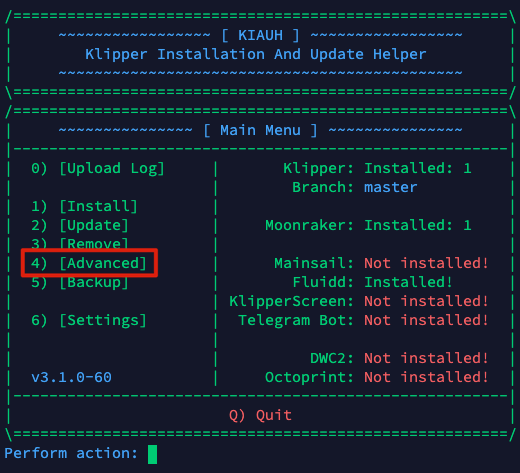 /=======================================================\
|     ~~~~~~~~~~~~~~~~~ [ KIAUH ] ~~~~~~~~~~~~~~~~~     |
|        Klipper Installation And Update Helper         |
|     ~~~~~~~~~~~~~~~~~~~~~~~~~~~~~~~~~~~~~~~~~~~~~     |
\=======================================================/
/=======================================================\
|     ~~~~~~~~~~~~~~~ [ Main Menu ] ~~~~~~~~~~~~~~~     |
|-------------------------------------------------------|
|  0) [Upload Log]      |       Klipper: Installed: 1   |
|                       |        Branch: master         |
|  1) [Install]         |                               |
|  2) [Update]          |     Moonraker: Installed: 1   |
|  3) [Remove]          |                               |
|  4) [Advanced]        |      Mainsail: Not installed! |
|  5) [Backup]          |        Fluidd: Installed!     |
|                       | KlipperScreen: Not installed! |
|  6) [Settings]        |  Telegram Bot: Not installed! |
|                       |                               |
|                       |          DWC2: Not installed! |
|  v3.1.0-60            |     Octoprint: Not installed! |
|-------------------------------------------------------|
|                        Q) Quit                        |
\=======================================================/
Perform action: